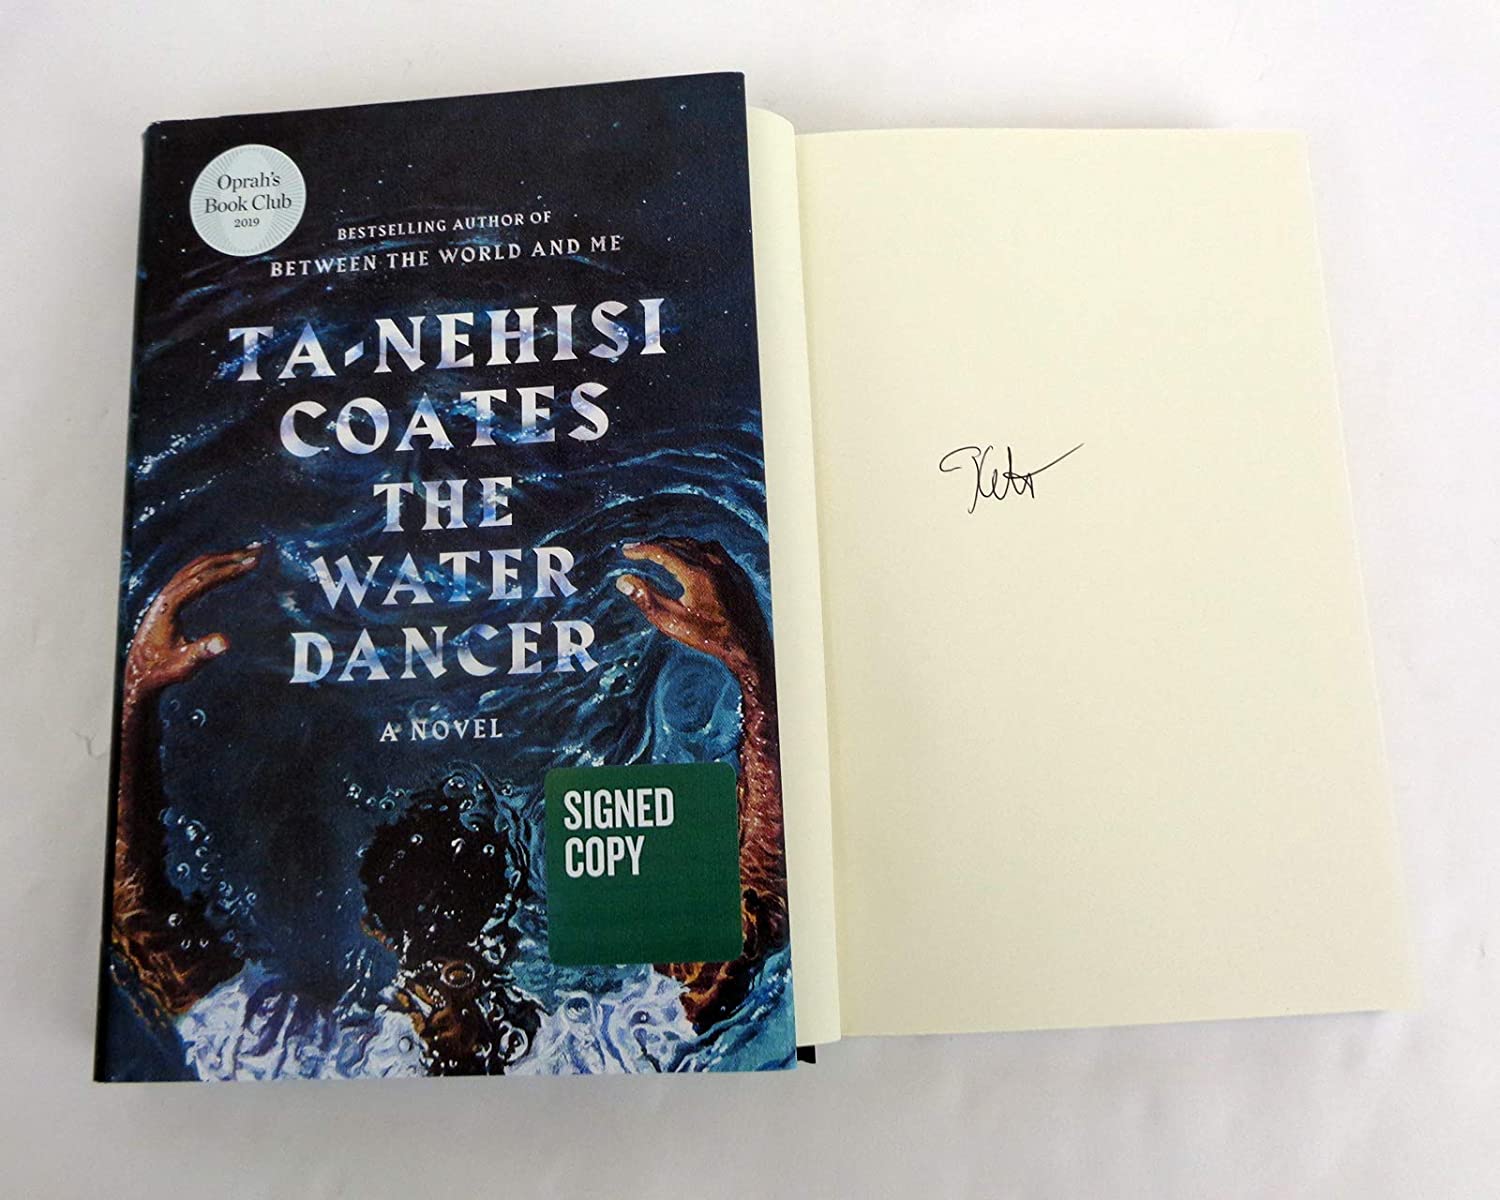 Oprah's
Book Club
2019
BESTSELLING AUTHOR OF
BETWEEN THE WORLD AND ME
TA-NEHISI
COATES
THE
WATER
DANCER
A NOVEL
SIGNED
COPY